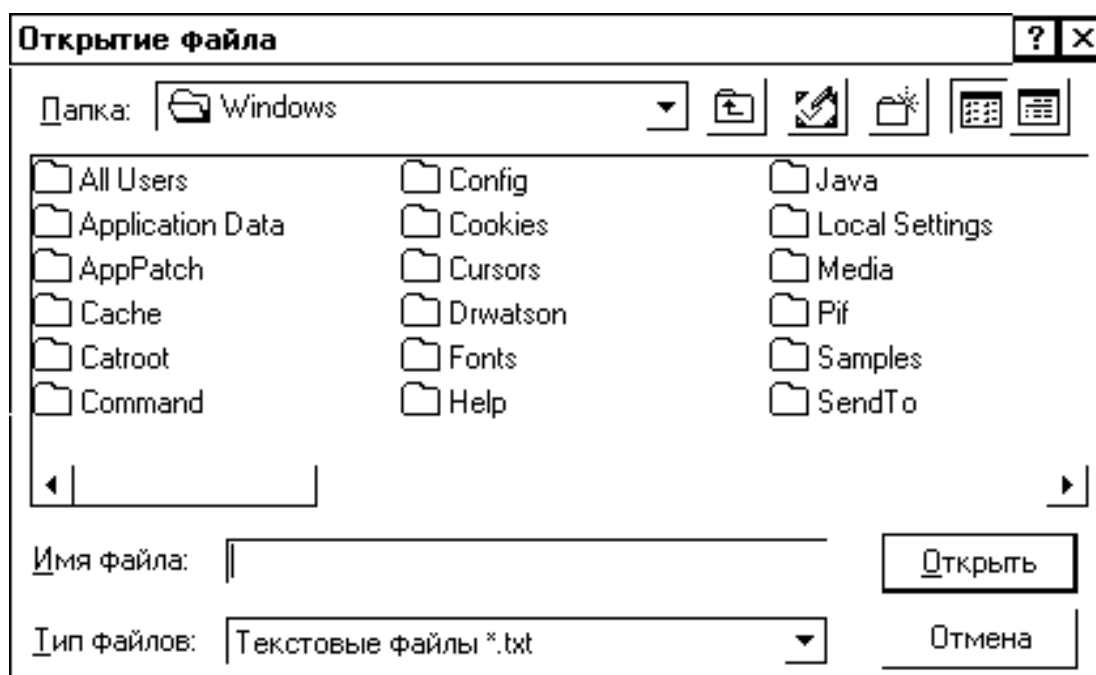 Открытие файла ? ×
Папка: Windows
All Users Config Java
Application Data Cookies Local Settings
AppPatch Cursors Media
Cache Drwatson Pif
Catroot Fonts Samples
Command Help SendTo
Имя файла: Открыть
Тип файлов: Текстовые файлы *.txt Отмена